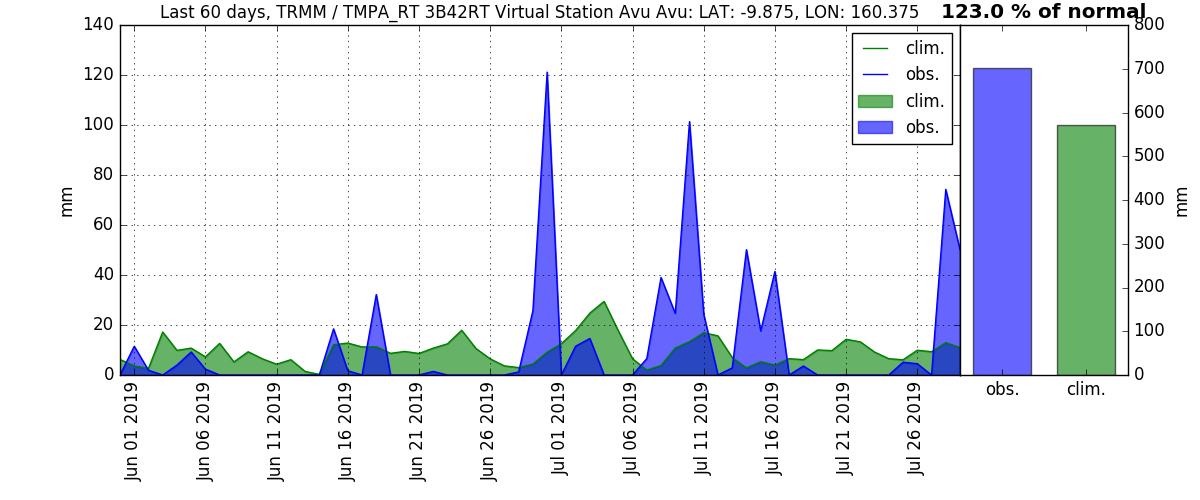 Last 60 days, TRMM / TMPA_RT 3B42RT Virtual Station Avu Avu: LAT: -9.875, LON: 160.375
123.0 % of normal
140
120
100
80
60
40
20
0
mm
clim.
obs.
clim.
obs.
800
700
600
500
400
300
200
100
0
mm
obs.
clim.
Jun 01 2019
Jun 06 2019
Jun 11 2019
Jun 16 2019
Jun 21 2019
Jun 26 2019
Jul 01 2019
Jul 06 2019
Jul 11 2019
Jul 16 2019
Jul 21 2019
Jul 26 2019